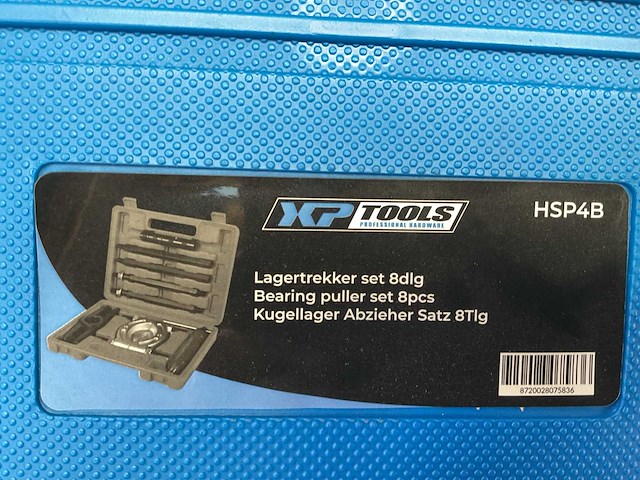 XP TOOLS
PROFESSIONAL HARDWARE
HSP4B
Lagertrekker set 8dlg
Bearing puller set 8pcs
Kugellager Abzieher Satz 8Tlg
8720028075836